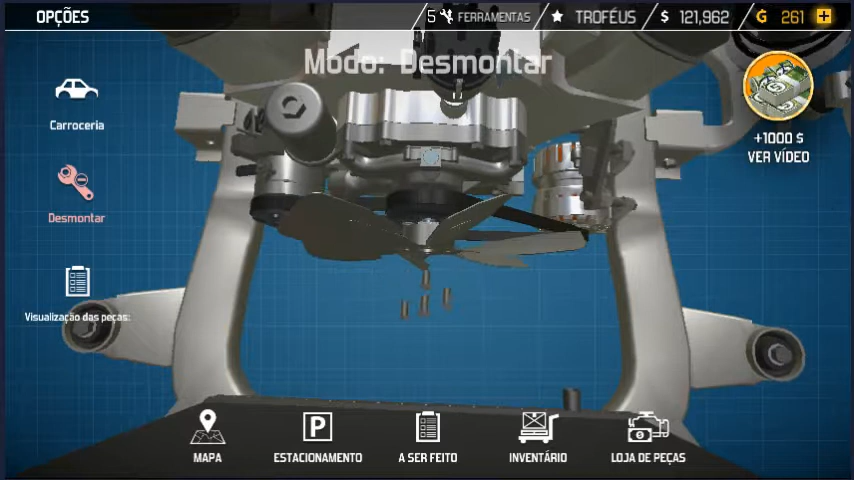 OPÇÕES
5 FERRAMENTAS
TROFÉUS
$ 121,962
G 261
Modo: Desmontar
Carroceria
+1000 $
VER VÍDEO
Desmontar
Visualização das peças:
MAPA
P
ESTACIONAMENTO
A SER FEITO
INVENTÁRIO
LOJA DE PEÇAS